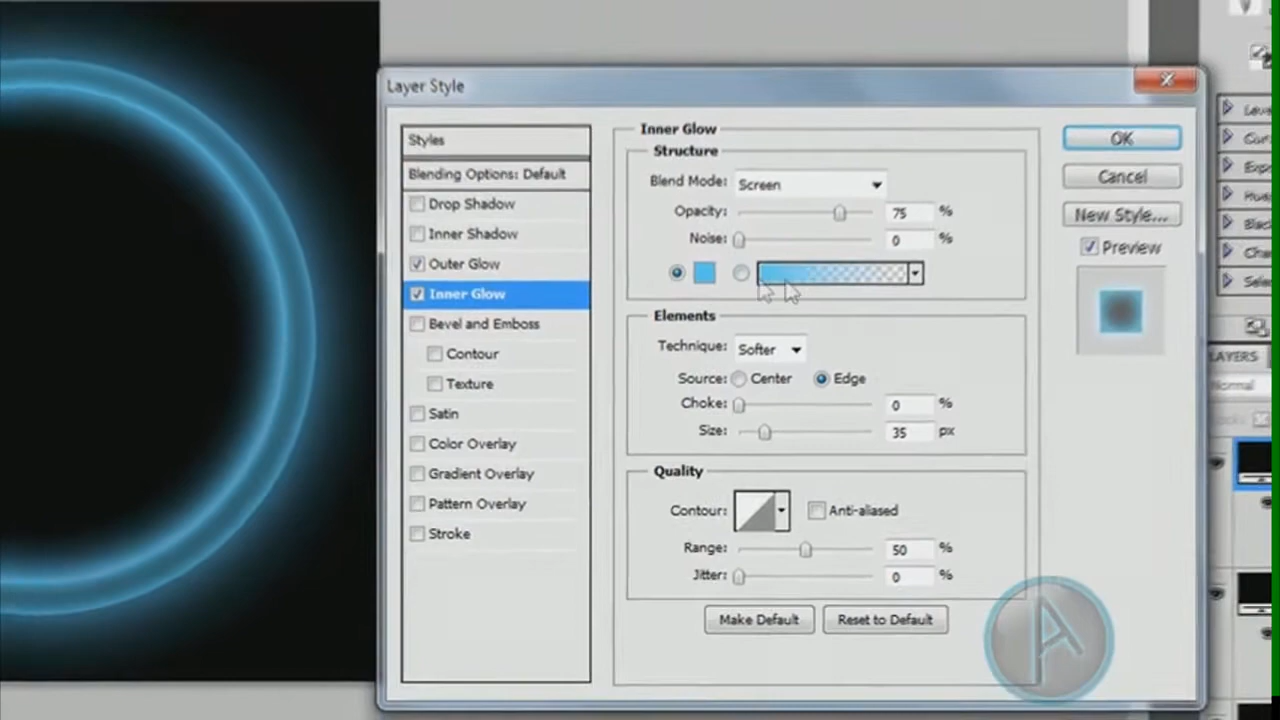 Layer Style
Styles
Blending Options: Default
Drop Shadow
Inner Shadow
Outer Glow
Inner Glow
Bevel and Emboss
Contour
Texture
Satin
Color Overlay
Gradient Overlay
Pattern Overlay
Stroke
Inner Glow
Structure
Blend Mode: Screen
Opacity: 75 %
Noise: 0 %
Elements
Technique: Softer
Source: Center Edge
Choke: 0 %
Size: 35 px
Quality
Contour: Anti-aliased
Range: 50 %
Jitter: 0 %
Make Default Reset to Default
OK
Cancel
New Style...
Preview
A
LAYERS
Normal